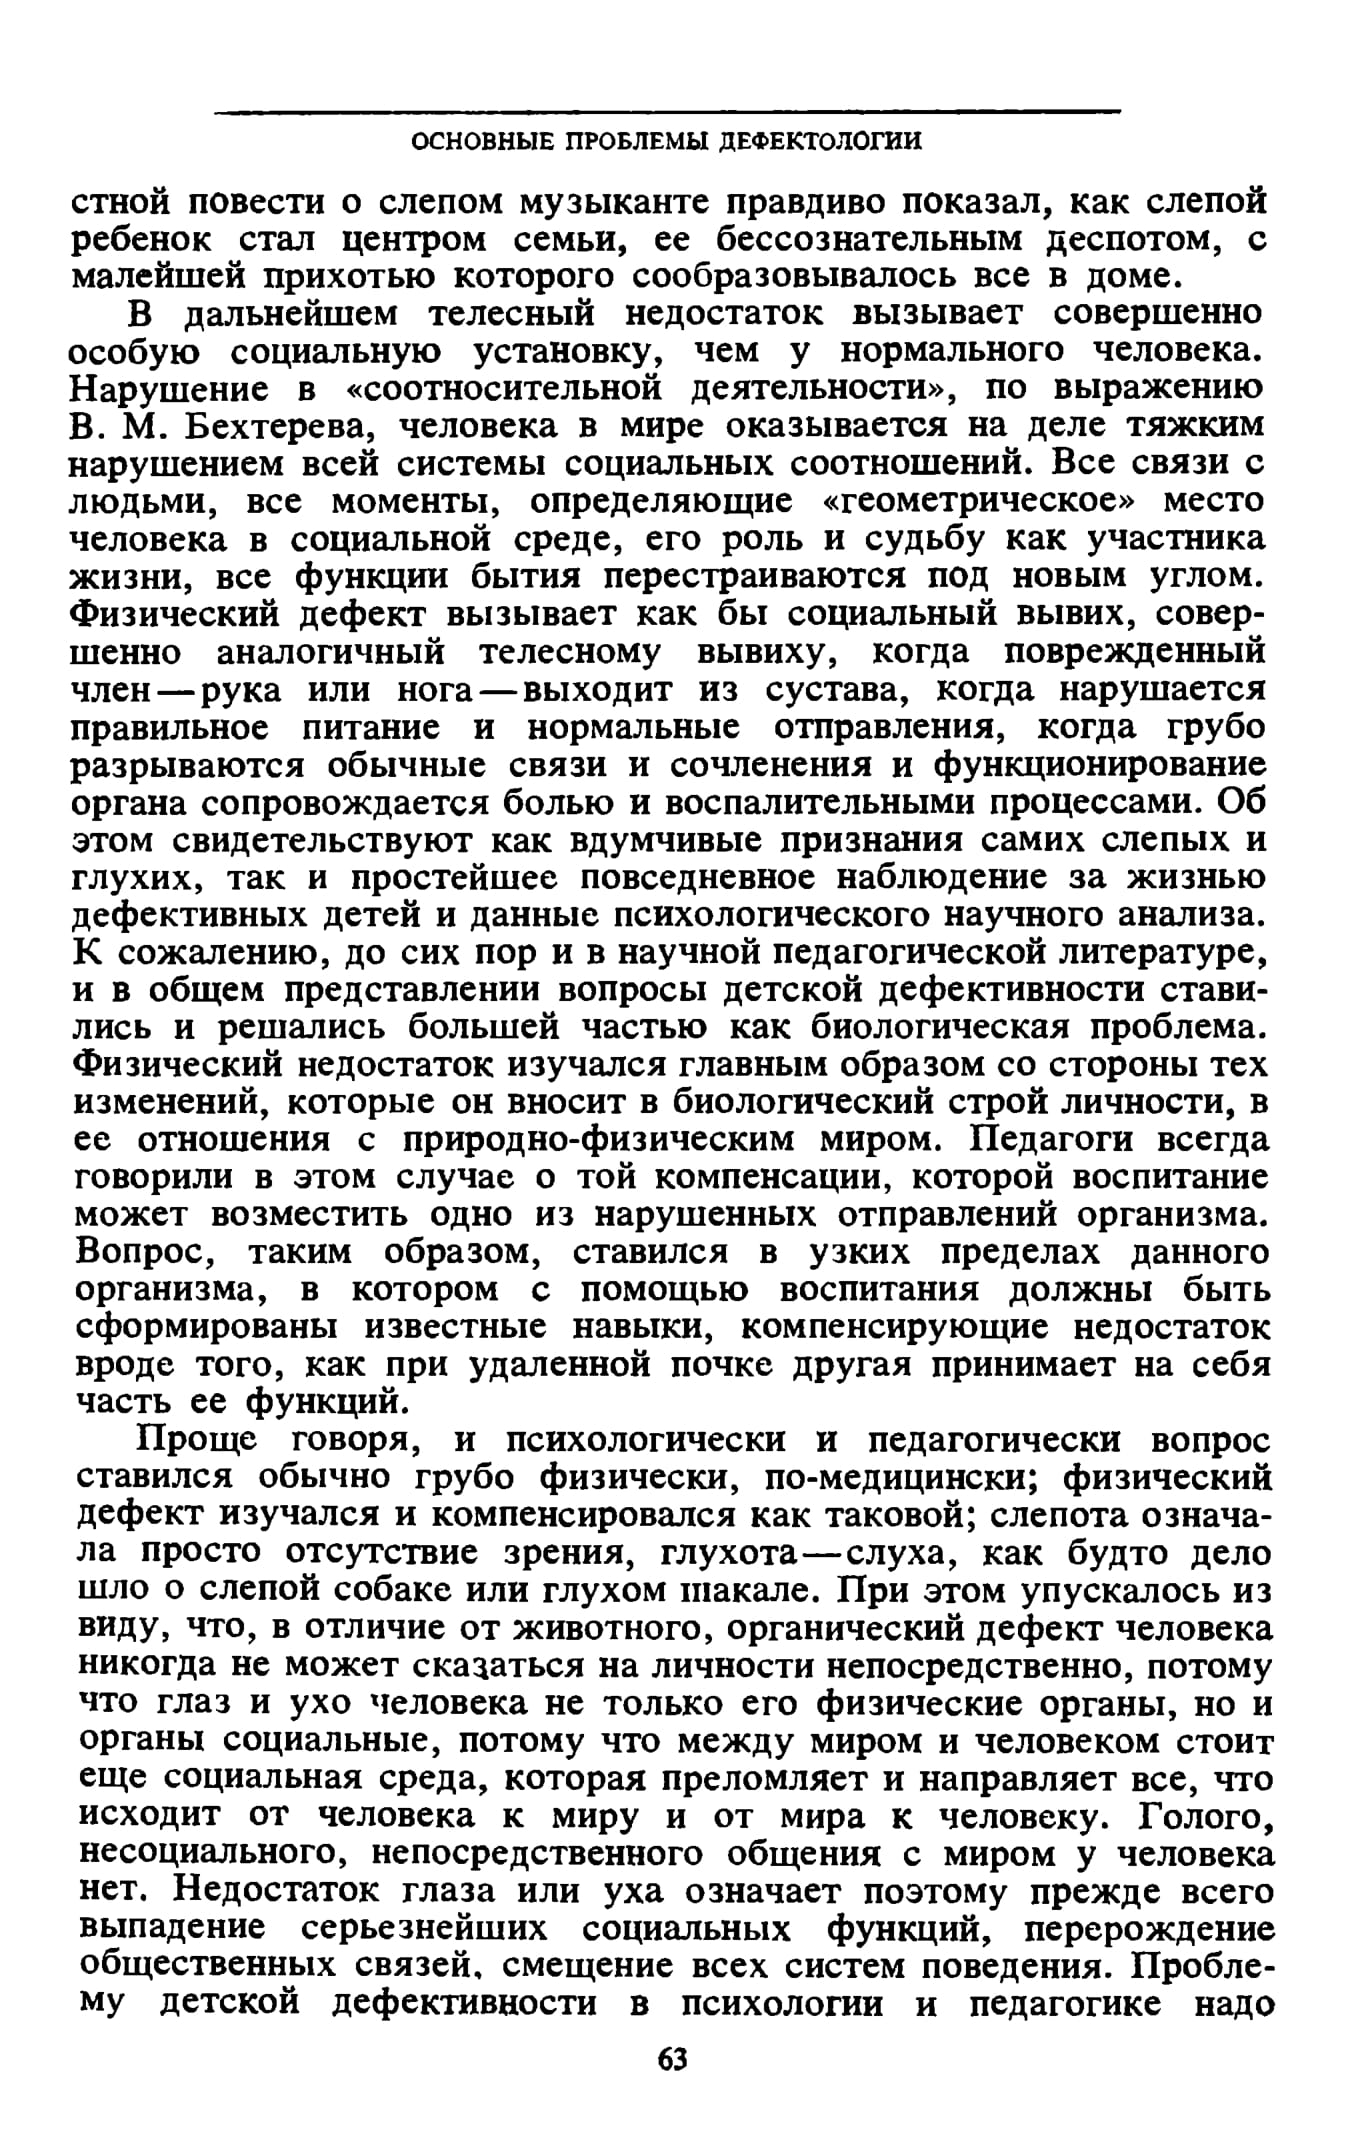 ОСНОВНЫЕ ПРОБЛЕМЫ ДЕФЕКТОЛОГИИ
стной повести о слепом музыканте правдиво показал, как слепой
ребенок стал центром семьи, ее бессознательным деспотом, с
малейшей прихотью которого сообразовывалось все в доме.
В дальнейшем телесный недостаток вызывает совершенно
особую социальную установку, чем у нормального человека.
Нарушение в «соотносительной деятельности», по выражению
В. М. Бехтерева, человека в мире оказывается на деле тяжким
нарушением всей системы социальных соотношений. Все связи с
людьми, все моменты, определяющие «геометрическое» место
человека в социальной среде, его роль и судьбу как участника
жизни, все функции бытия перестраиваются под новым углом.
Физический дефект вызывает как бы социальный вывих, совер-
шенно аналогичный телесному вывиху, когда поврежденный
член—рука или нога—выходит из сустава, когда нарушается
правильное питание и нормальные отправления, когда грубо
разрываются обычные связи и сочленения и функционирование
органа сопровождается болью и воспалительными процессами. Об
этом свидетельствуют как вдумчивые признания самих слепых и
глухих, так и простейшее повседневное наблюдение за жизнью
дефективных детей и данные психологического научного анализа.
К сожалению, до сих пор и в научной педагогической литературе,
и в общем представлении вопросы детской дефективности стави-
лись и решались большей частью как биологическая проблема.
Физический недостаток изучался главным образом со стороны тех
изменений, которые он вносит в биологический строй личности, в
ее отношения с природно-физическим миром. Педагоги всегда
говорили в этом случае о той компенсации, которой воспитание
может возместить одно из нарушенных отправлений организма.
Вопрос, таким образом, ставился в узких пределах данного
организма, в котором с помощью воспитания должны быть
сформированы известные навыки, компенсирующие недостаток
вроде того, как при удаленной почке другая принимает на себя
часть ее функций.
Проще говоря, и психологически и педагогически вопрос
ставился обычно грубо физически, по-медицински; физический
дефект изучался и компенсировался как таковой; слепота означа-
ла просто отсутствие зрения, глухота—слуха, как будто дело
шло о слепой собаке или глухом шакале. При этом упускалось из
виду, что, в отличие от животного, органический дефект человека
никогда не может сказаться на личности непосредственно, потому
что глаз и ухо человека не только его физические органы, но и
органы социальные, потому что между миром и человеком стоит
еще социальная среда, которая преломляет и направляет все, что
исходит от человека к миру и от мира к человеку. Голого,
несоциального, непосредственного общения с миром у человека
нет. Недостаток глаза или уха означает поэтому прежде всего
выпадение серьезнейших социальных функций, перерождение
общественных связей, смещение всех систем поведения. Пробле-
му детской дефективности в психологии и педагогике надо
63